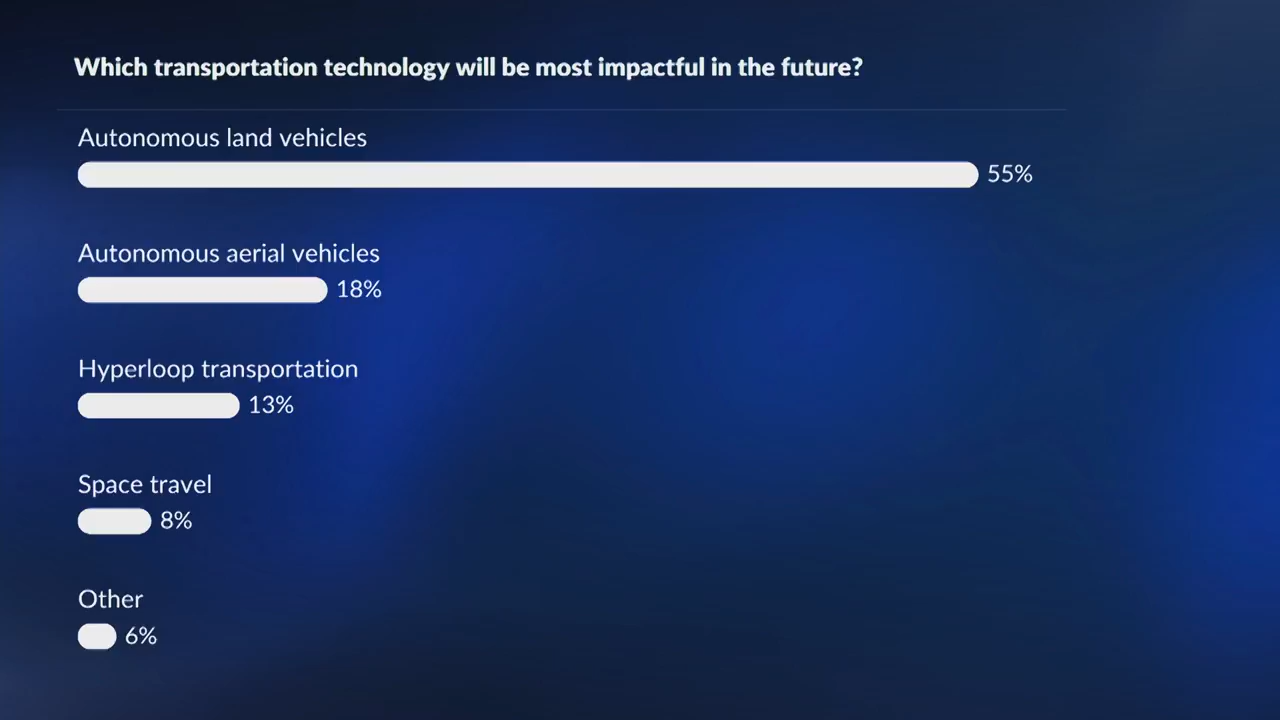 Which transportation technology will be most impactful in the future?
Autonomous land vehicles
55%
Autonomous aerial vehicles
18%
Hyperloop transportation
13%
Space travel
8%
Other
6%